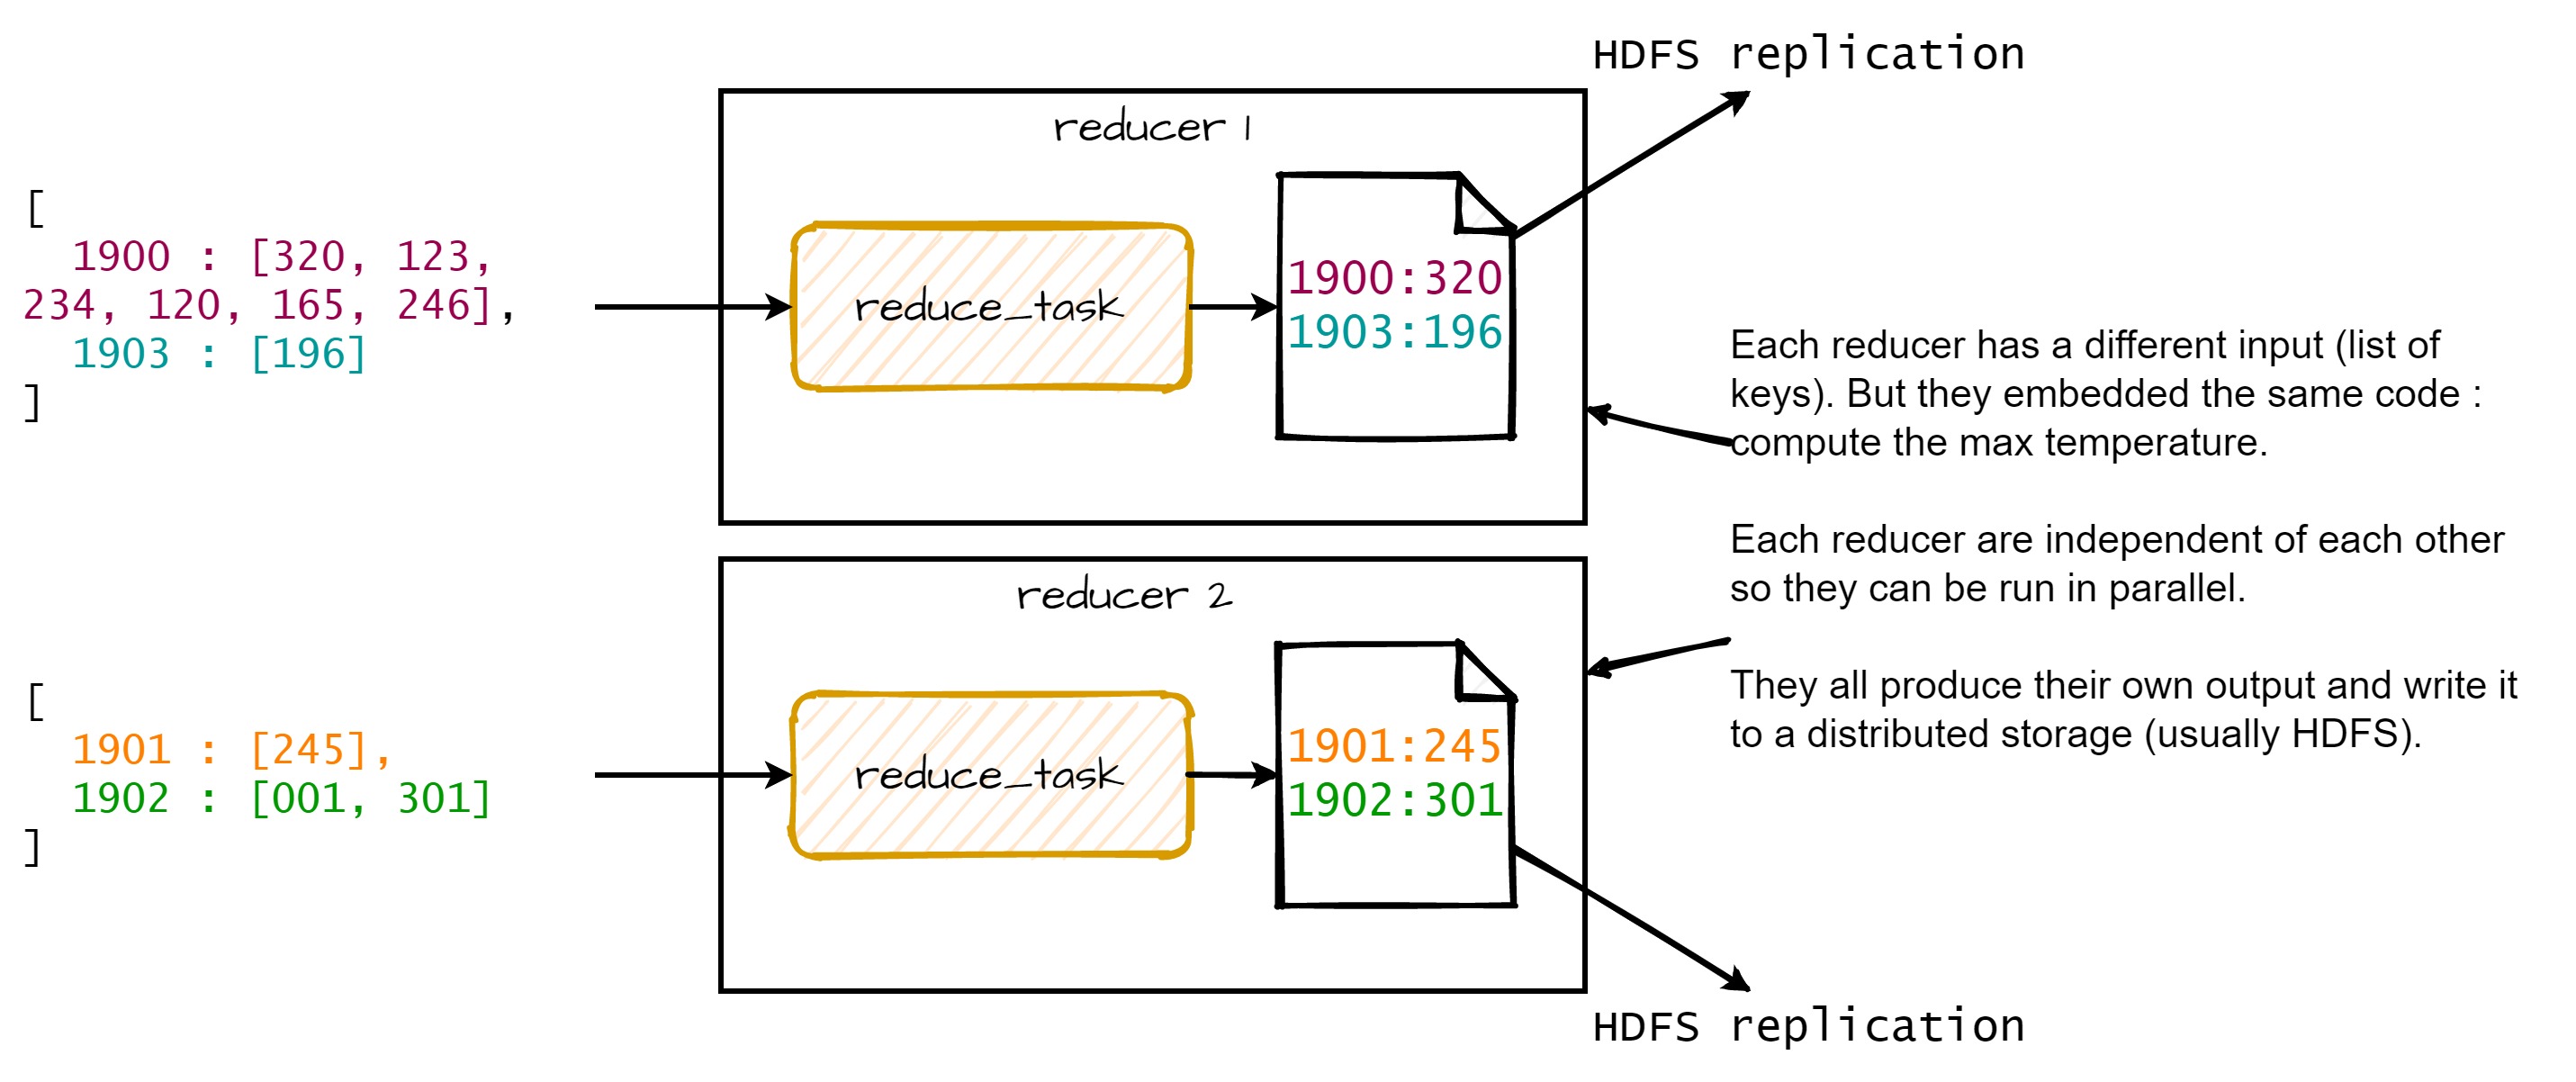 HDFS replication
reducer 1
[
1900 : [320, 123,
234, 120, 165, 246],
1903 : [196]
]
reduce_task
1900:320
1903:196
Each reducer has a different input (list of
keys). But they embedded the same code :
compute the max temperature.
Each reducer are independent of each other
so they can be run in parallel.
They all produce their own output and write it
to a distributed storage (usually HDFS).
reducer 2
[
1901 : [245],
1902 : [001, 301]
]
reduce_task
1901:245
1902:301
HDFS replication